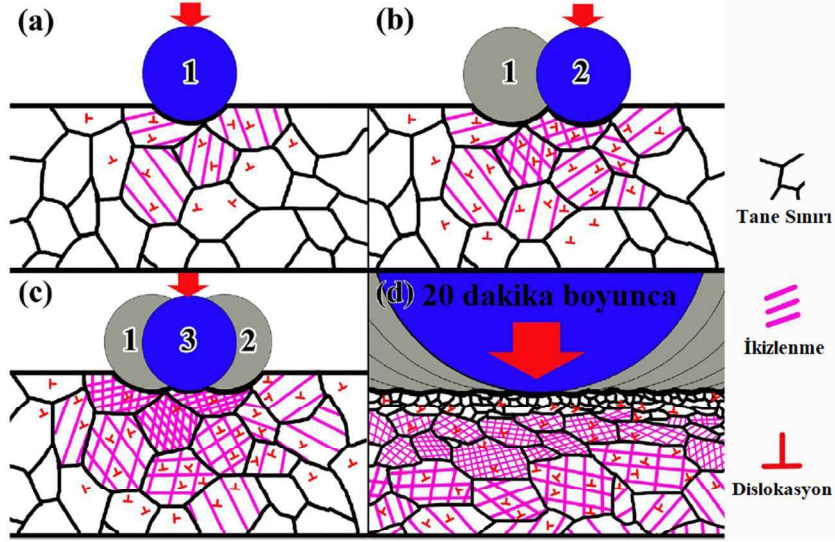 (a)
1
(b)
1
2
Tane Sınırı
(c)
1
3
2
(d) 20 dakika boyunca
İkizlenme
Dislokasyon